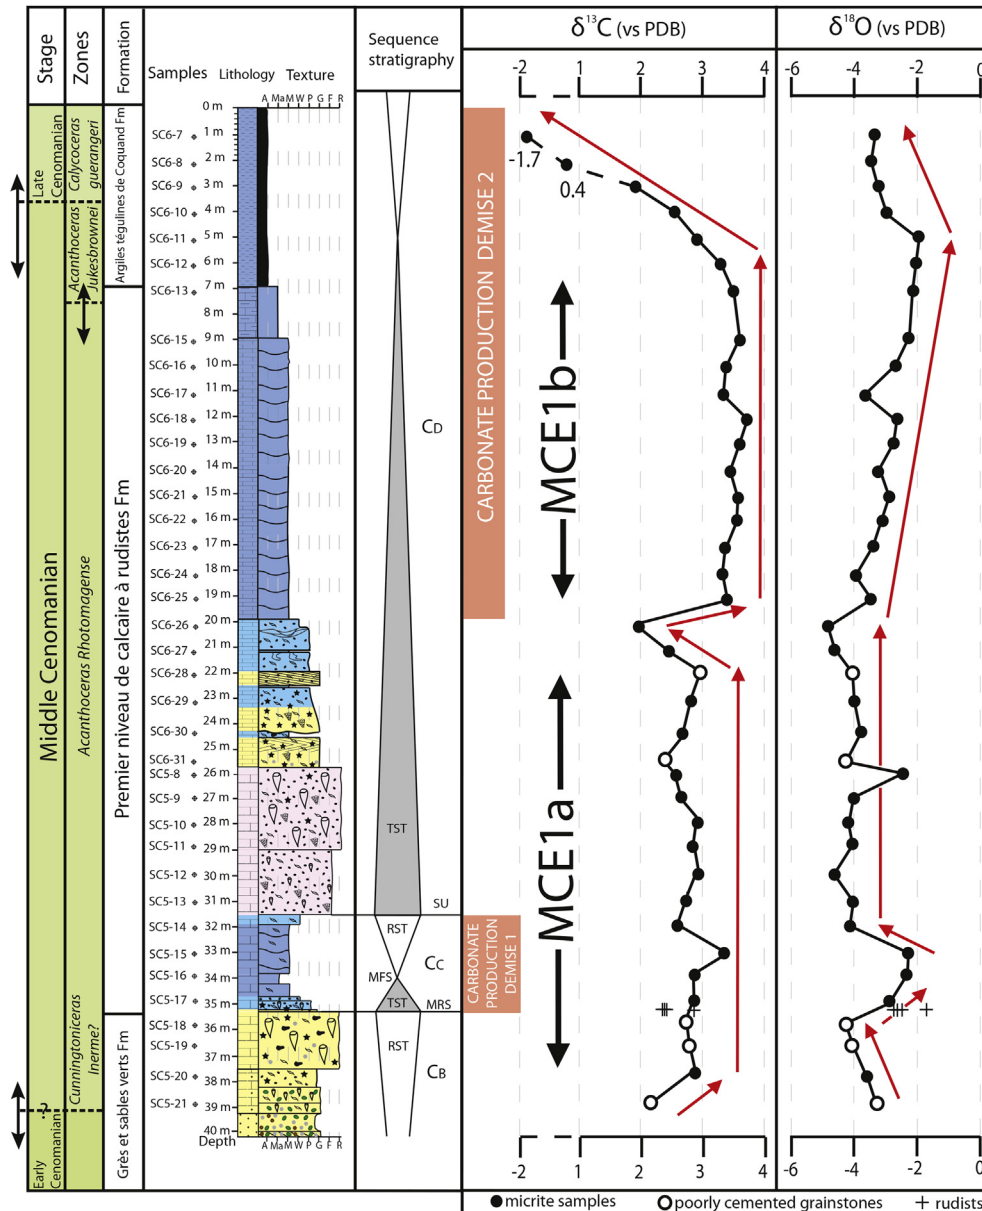 Stage
Zones
Formation
Samples Lithology Texture
A Ma M W P G F R
Sequence
stratigraphy
δ13C (vs PDB)
-2 2 3 4
δ18O (vs PDB)
-6 -4 -2 0
Late
Cenomanian
Middle Cenomanian
Early
Cenomanian
Calycoceras
guerangeri
Acanthoceras
Jukesbrownei
Acanthoceras Rhotomagense
Cunningtoniceras
Inerme?
?
Argiles tégulines de Coquand Fm
Premier niveau de calcaire à rudistes Fm
Grès et sables verts Fm
0 m
SC6-7 1 m
SC6-8 2 m
SC6-9 3 m
SC6-10 4 m
SC6-11 5 m
SC6-12 6 m
SC6-13 7 m
8 m
SC6-15 9 m
SC6-16 10 m
SC6-17 11 m
SC6-18 12 m
SC6-19 13 m
SC6-20 14 m
SC6-21 15 m
SC6-22 16 m
SC6-23 17 m
SC6-24 18 m
SC6-25 19 m
SC6-26 20 m
SC6-27 21 m
SC6-28 22 m
SC6-29 23 m
24 m
SC6-30
25 m
SC6-31
SC5-8 26 m
SC5-9 27 m
SC5-10 28 m
SC5-11 29 m
SC5-12 30 m
SC5-13 31 m
SC5-14 32 m
SC5-15 33 m
SC5-16 34 m
SC5-17 35 m
SC5-18 36 m
SC5-19 37 m
SC5-20 38 m
SC5-21 39 m
40 m
Depth A Ma M W P G F R
CD
TST
SU
RST
CC
MFS
TST
MRS
RST
CB
CARBONATE PRODUCTION DEMISE 2
CARBONATE
PRODUCTION
DEMISE 1
MCE1b
MCE1a
-1.7
0.4
-2 2 3 4
-6 -4 -2 0
micrite samples poorly cemented grainstones rudists